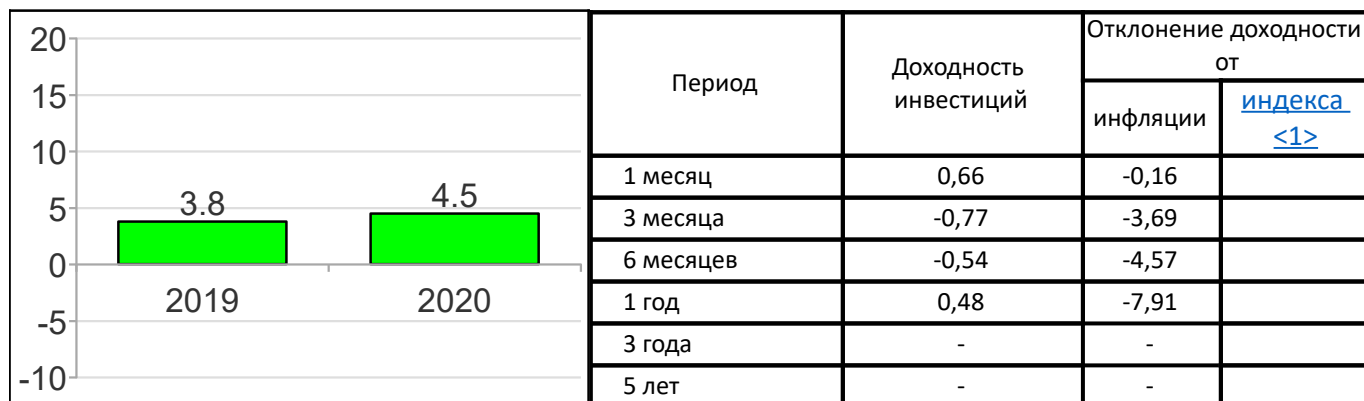 20
15
10
5
0
-5
-10
3.8
4.5
2019
2020
Период
Доходность
инвестиций
Отклонение доходности
от
инфляции
индекса
<1>
1 месяц 0,66 -0,16
3 месяца -0,77 -3,69
6 месяцев -0,54 -4,57
1 год 0,48 -7,91
3 года - -
5 лет - -